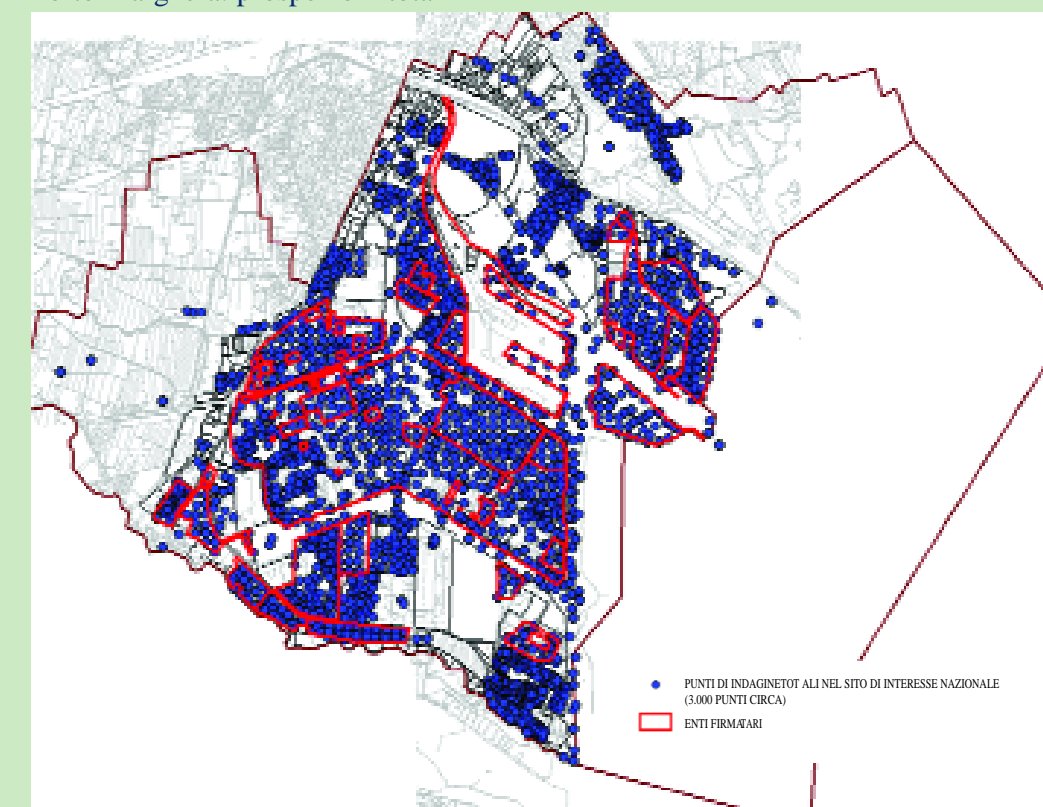 PUNTI DI INDAGINETOT ALI NEL SITO DI INTERESSE NAZIONALE
(3.000 PUNTI CIRCA)
ENTI FIRMATARI